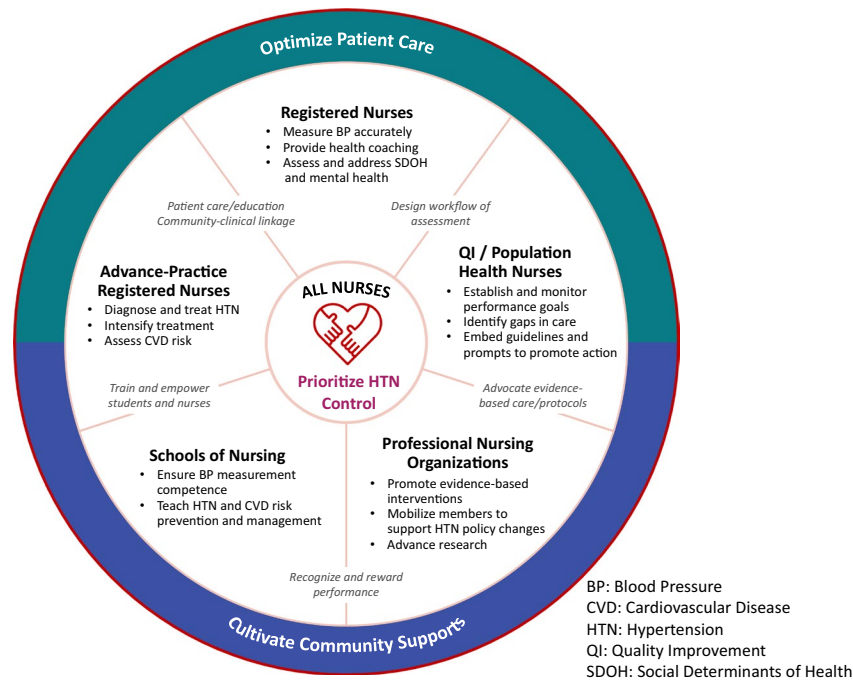 Optimize Patient Care
Registered Nurses
• Measure BP accurately
• Provide health coaching
• Assess and address SDOH
and mental health
Patient care/education
Community-clinical linkage
Design workflow of
assessment
Advance-Practice
Registered Nurses
• Diagnose and treat HTN
• Intensify treatment
• Assess CVD risk
ALL NURSES
Prioritize HTN
Control
QI / Population
Health Nurses
• Establish and monitor
performance goals
• Identify gaps in care
• Embed guidelines and
prompts to promote action
Train and empower
students and nurses
Advocate evidence-
based care/protocols
Schools of Nursing
• Ensure BP measurement
competence
• Teach HTN and CVD risk
prevention and management
Professional Nursing
Organizations
• Promote evidence-based
interventions
• Mobilize members to
support HTN policy changes
• Advance research
Recognize and reward
performance
Cultivate Community Supports
BP: Blood Pressure
CVD: Cardiovascular Disease
HTN: Hypertension
QI: Quality Improvement
SDOH: Social Determinants of Health